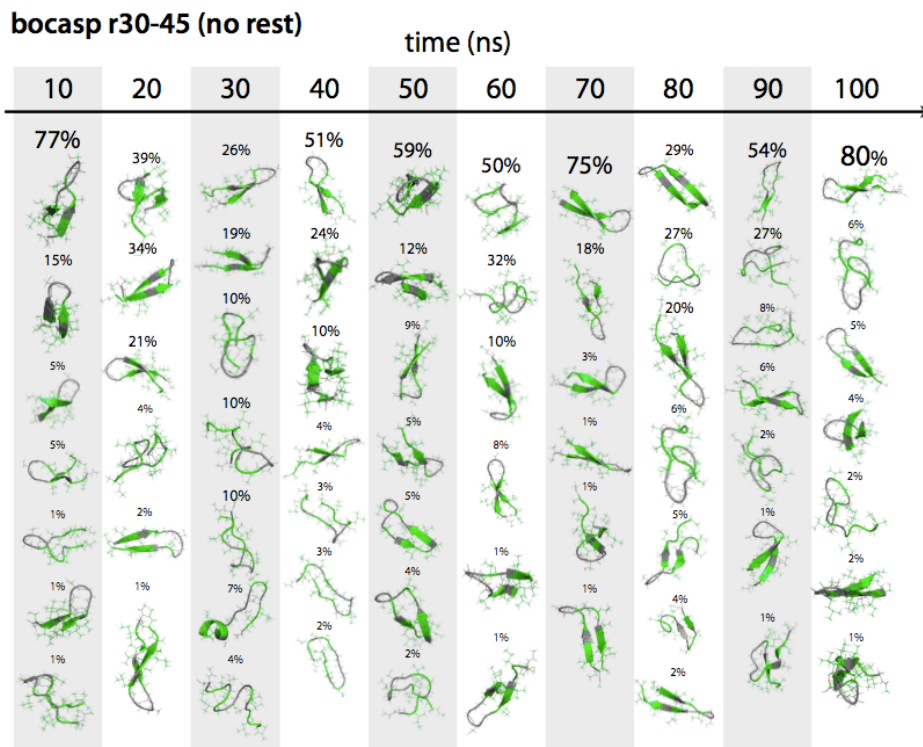 bocasp r30-45 (no rest)
time (ns)
10 20 30 40 50 60 70 80 90 100
77% 39% 26% 51% 59% 50% 75% 29% 54% 80%
15% 34% 19% 24% 12% 32% 18% 27% 27% 6%
5% 21% 10% 10% 9% 10% 3% 20% 8% 5%
5% 4% 10% 4% 5% 8% 1% 6% 6% 4%
1% 2% 10% 3% 5% 1% 1% 5% 2% 2%
1% 1% 7% 3% 4% 1% 1% 4% 1% 2%
1% 4% 2% 2% 2% 1% 1%